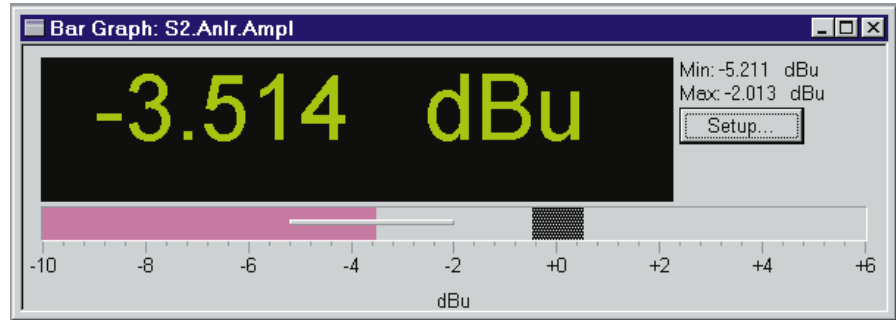 Bar Graph: S2.Anlr.Ampl
-3.514 dBu
Min: -5.211 dBu
Max: -2.013 dBu
Setup...
-10 -8 -6 -4 -2 +0 +2 +4 +6
dBu